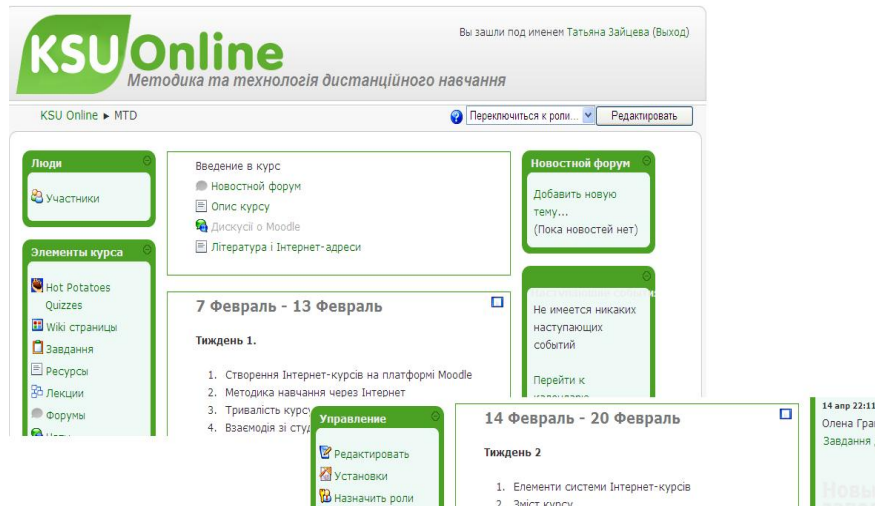 Вы зашли под именем Татьяна Зайцева (Выход)
KSU Online
Методика та технологія дистанційного навчання
KSU Online ► MTD
Переключиться к роли...
Редактировать
Люди
Участники
Элементы курса
Hot Potatoes
Quizzes
Wiki страницы
Завдання
Ресурсы
Лекции
Форумы
Введение в курс
Новостной форум
Опис курсу
Дискусії о Moodle
Література і Інтернет-адреси
7 Февраль - 13 Февраль
Тиждень 1.
1. Створення Інтернет-курсів на платформі Moodle
2. Методика навчання через Інтернет
3. Тривалість
4. Взаємодія зі
Новостной форум
Добавить новую
тему...
(Пока новостей нет)
Не имеется никаких
наступающих
событий
Перейти к
Управление
Редактировать
Установки
Назначить роли
14 Февраль - 20 Февраль
Тиждень 2
1. Елементи системи Інтернет-курсів
2. Зміст курсу
14 апр 22:11
Олена
Завдання